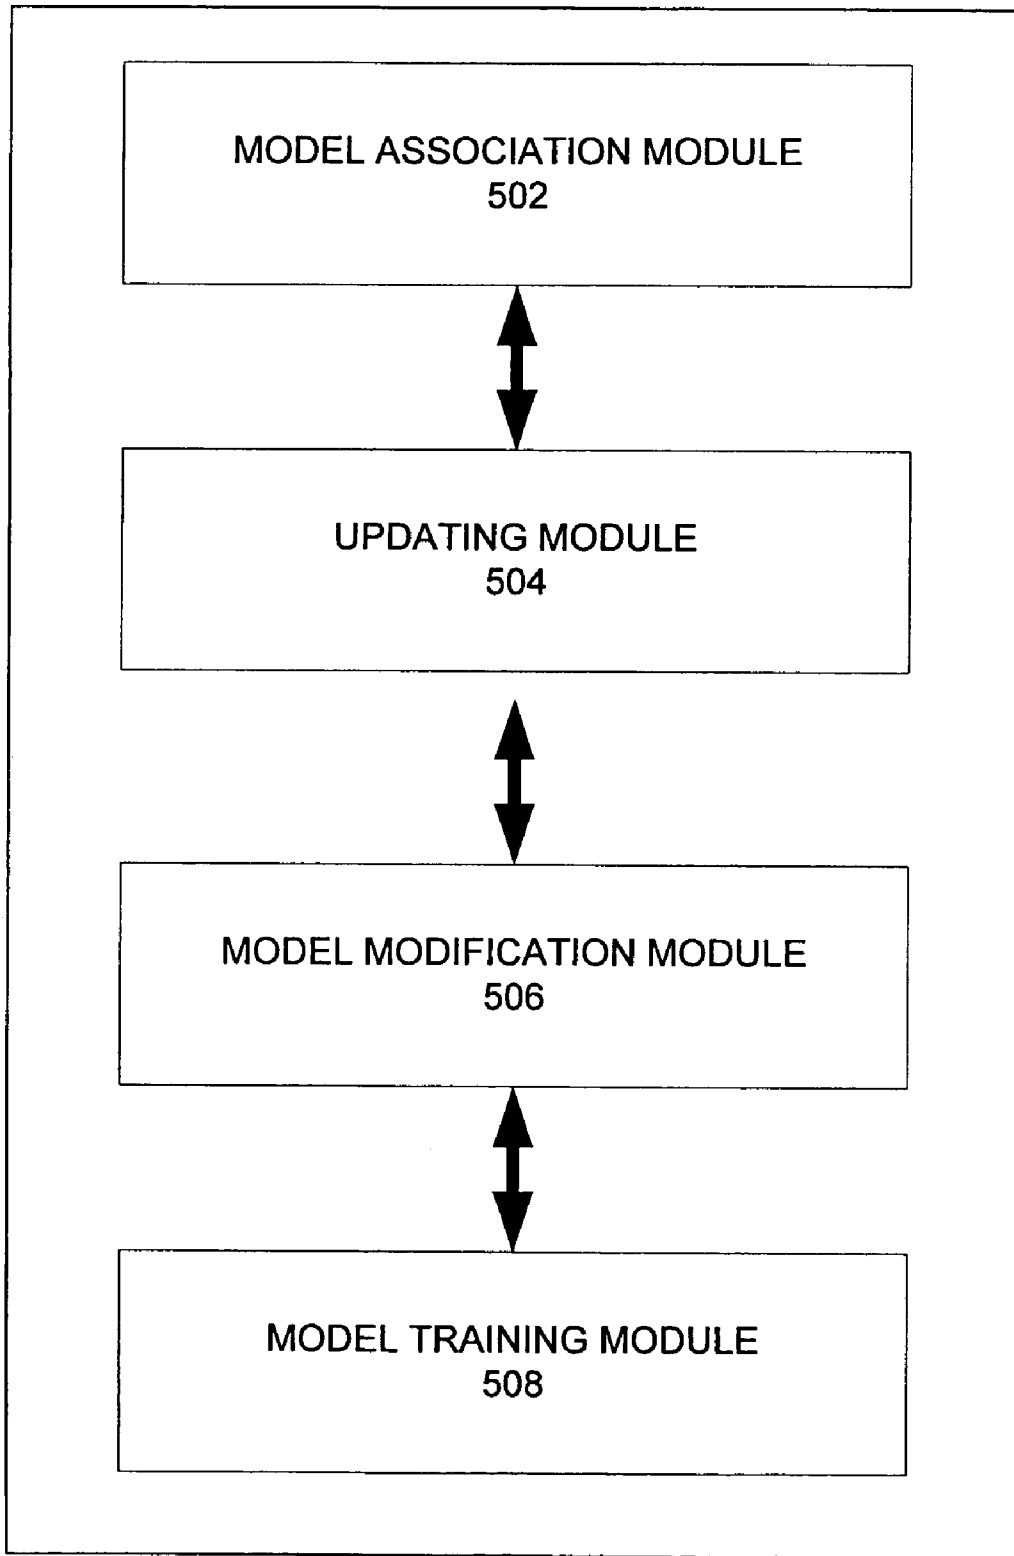 MODEL ASSOCIATION MODULE
502
UPDATING MODULE
504
MODEL MODIFICATION MODULE
506
MODEL TRAINING MODULE
508